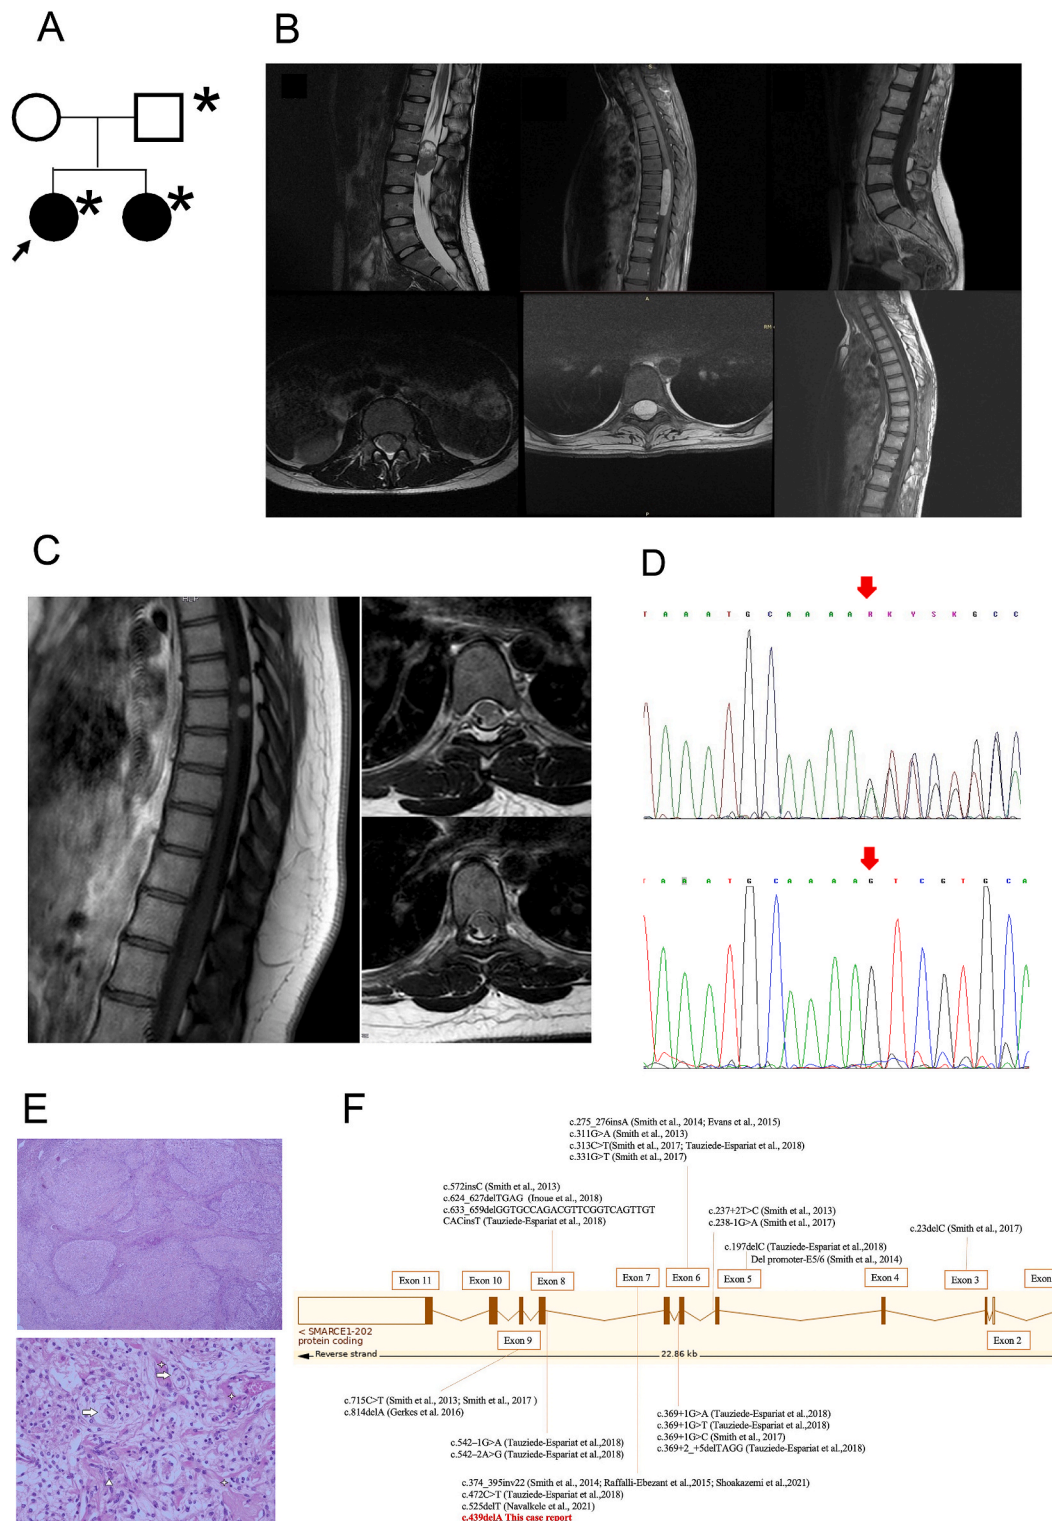 A
B
*
*
*
A
RM
P
C
D
T A A A T G C A A A A R K Y S K G C C
T A A A T G C A A A A G T C G T G C A
E
F
c.275_276insA (Smith et al., 2014; Evans et al., 2015)
c.311G>A (Smith et al., 2013)
c.313C>T(Smith et al., 2017; Tauziede-Espariat et al., 2018)
c.331G>T (Smith et al., 2017)
c.572insC (Smith et al., 2013)
c.624_627delTGAG (Inoue et al., 2018)
c.633_659delGGTGCCAGACGTTCGGTCAGTTGT
CACinsT (Tauziede-Espariat et al., 2018)
c.237+2T>C (Smith et al., 2013)
c.238-1G>A (Smith et al., 2017)
c.23delC (Smith et al., 2017)
c.197delC (Tauziede-Espariat et al.,2018)
Del promoter-E5/6 (Smith et al., 2014)
Exon 11
Exon 10
Exon 8
Exon 7
Exon 6
Exon 5
Exon 4
Exon 3
Exon
< SMARCE1-202
protein coding
Exon 9
Exon 2
Reverse strand
22.86 kb
c.715C>T (Smith et al., 2013; Smith et al., 2017 )
c.814delA (Gerkes et al. 2016)
c.369+1G>A (Tauziede-Espariat et al., 2018)
c.369+1G>T (Tauziede-Espariat et al., 2018)
c.369+1G>C (Smith et al., 2017)
c.369+2_+5delTAGG (Tauziede-Espariat et al., 2018)
c.542–1G>A (Tauziede-Espariat et al.,2018)
c.542–2A>G (Tauziede-Espariat et al., 2018)
c.374_395inv22 (Smith et al., 2014; Raffalli-Ebezant et al.,2015; Shoakazemi et al.,2021)
c.472C>T (Tauziede-Espariat et al., 2018)
c.525delT (Navalkele et al., 2021)
c.439delA This case report